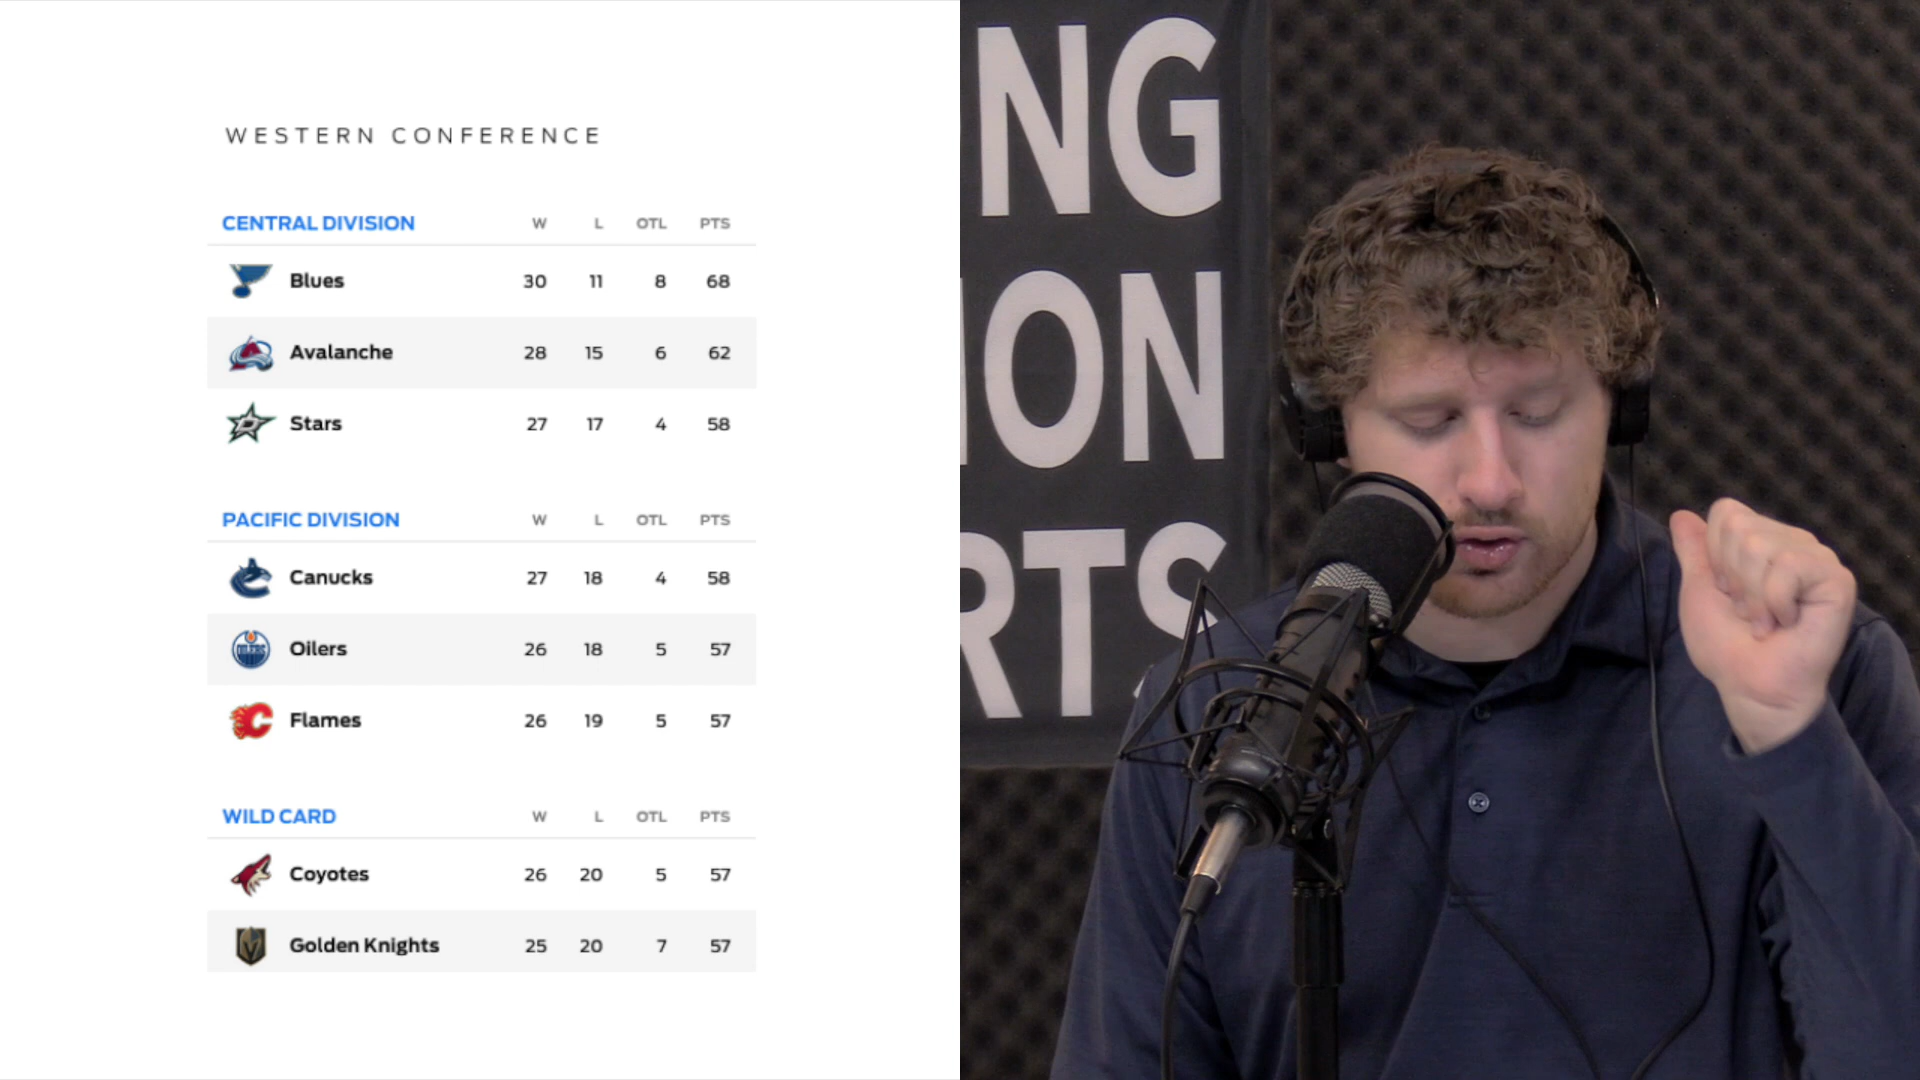 WESTERN CONFERENCE
CENTRAL DIVISION W L OTL PTS
Blues 30 11 8 68
Avalanche 28 15 6 62
Stars 27 17 4 58
PACIFIC DIVISION W L OTL PTS
Canucks 27 18 4 58
Oilers 26 18 5 57
Flames 26 19 5 57
WILD CARD W L OTL PTS
Coyotes 26 20 5 57
Golden Knights 25 20 7 57
NG
ION
RTS